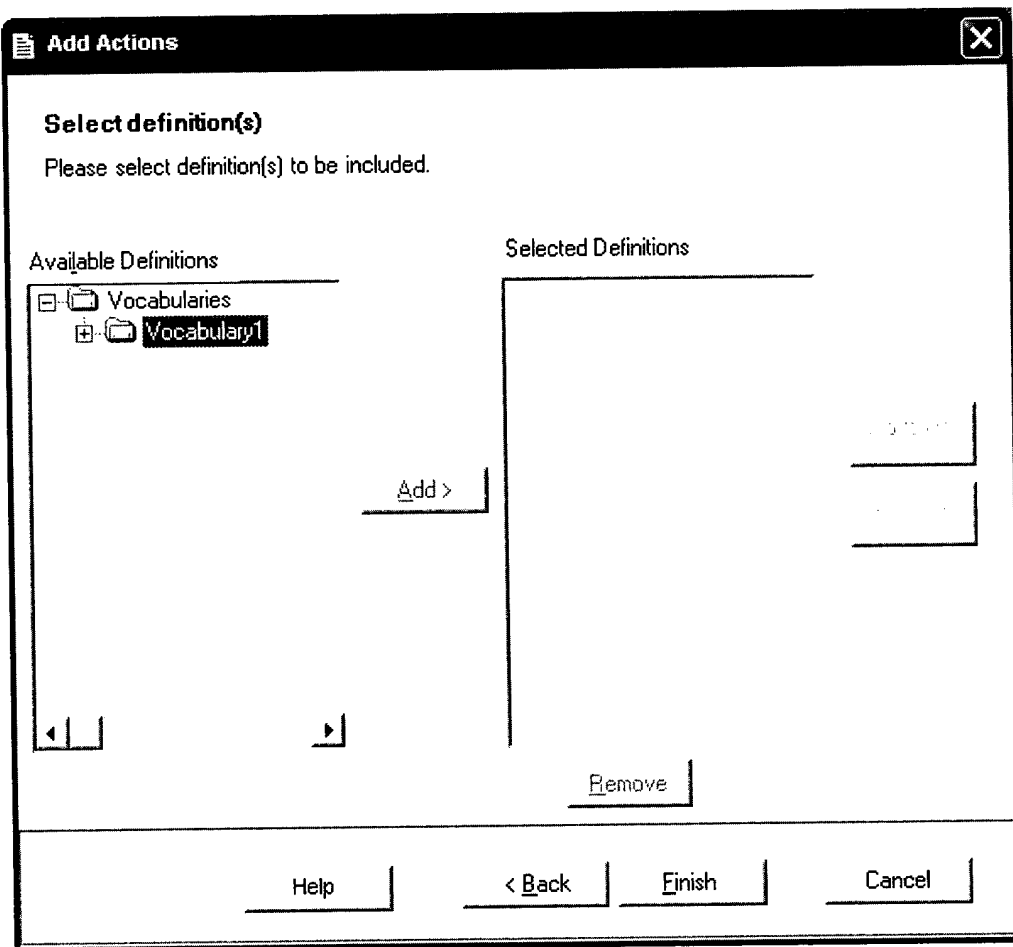 Add Actions
Select definition(s)
Please select definition(s) to be included.
Available Definitions
Selected Definitions
Vocabularies
Vocabulary1
Add >
Remove
Help
< Back
Finish
Cancel